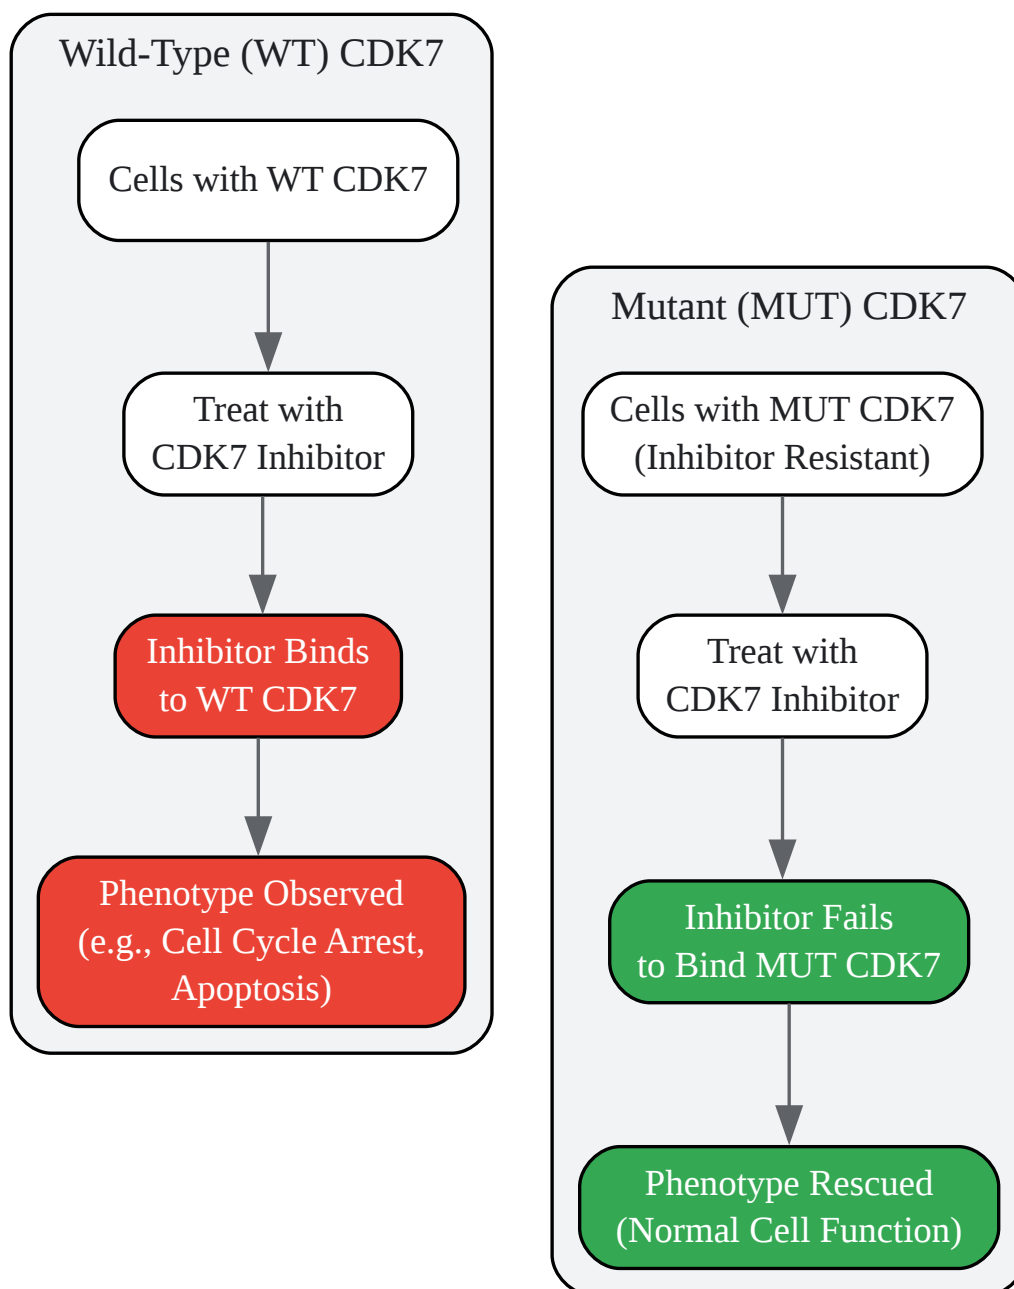 Wild-Type (WT) CDK7
Cells with WT CDK7
Treat with
CDK7 Inhibitor
Inhibitor Binds
to WT CDK7
Phenotype Observed
(e.g., Cell Cycle Arrest,
Apoptosis)
Mutant (MUT) CDK7
Cells with MUT CDK7
(Inhibitor Resistant)
Treat with
CDK7 Inhibitor
Inhibitor Fails
to Bind MUT CDK7
Phenotype Rescued
(Normal Cell Function)